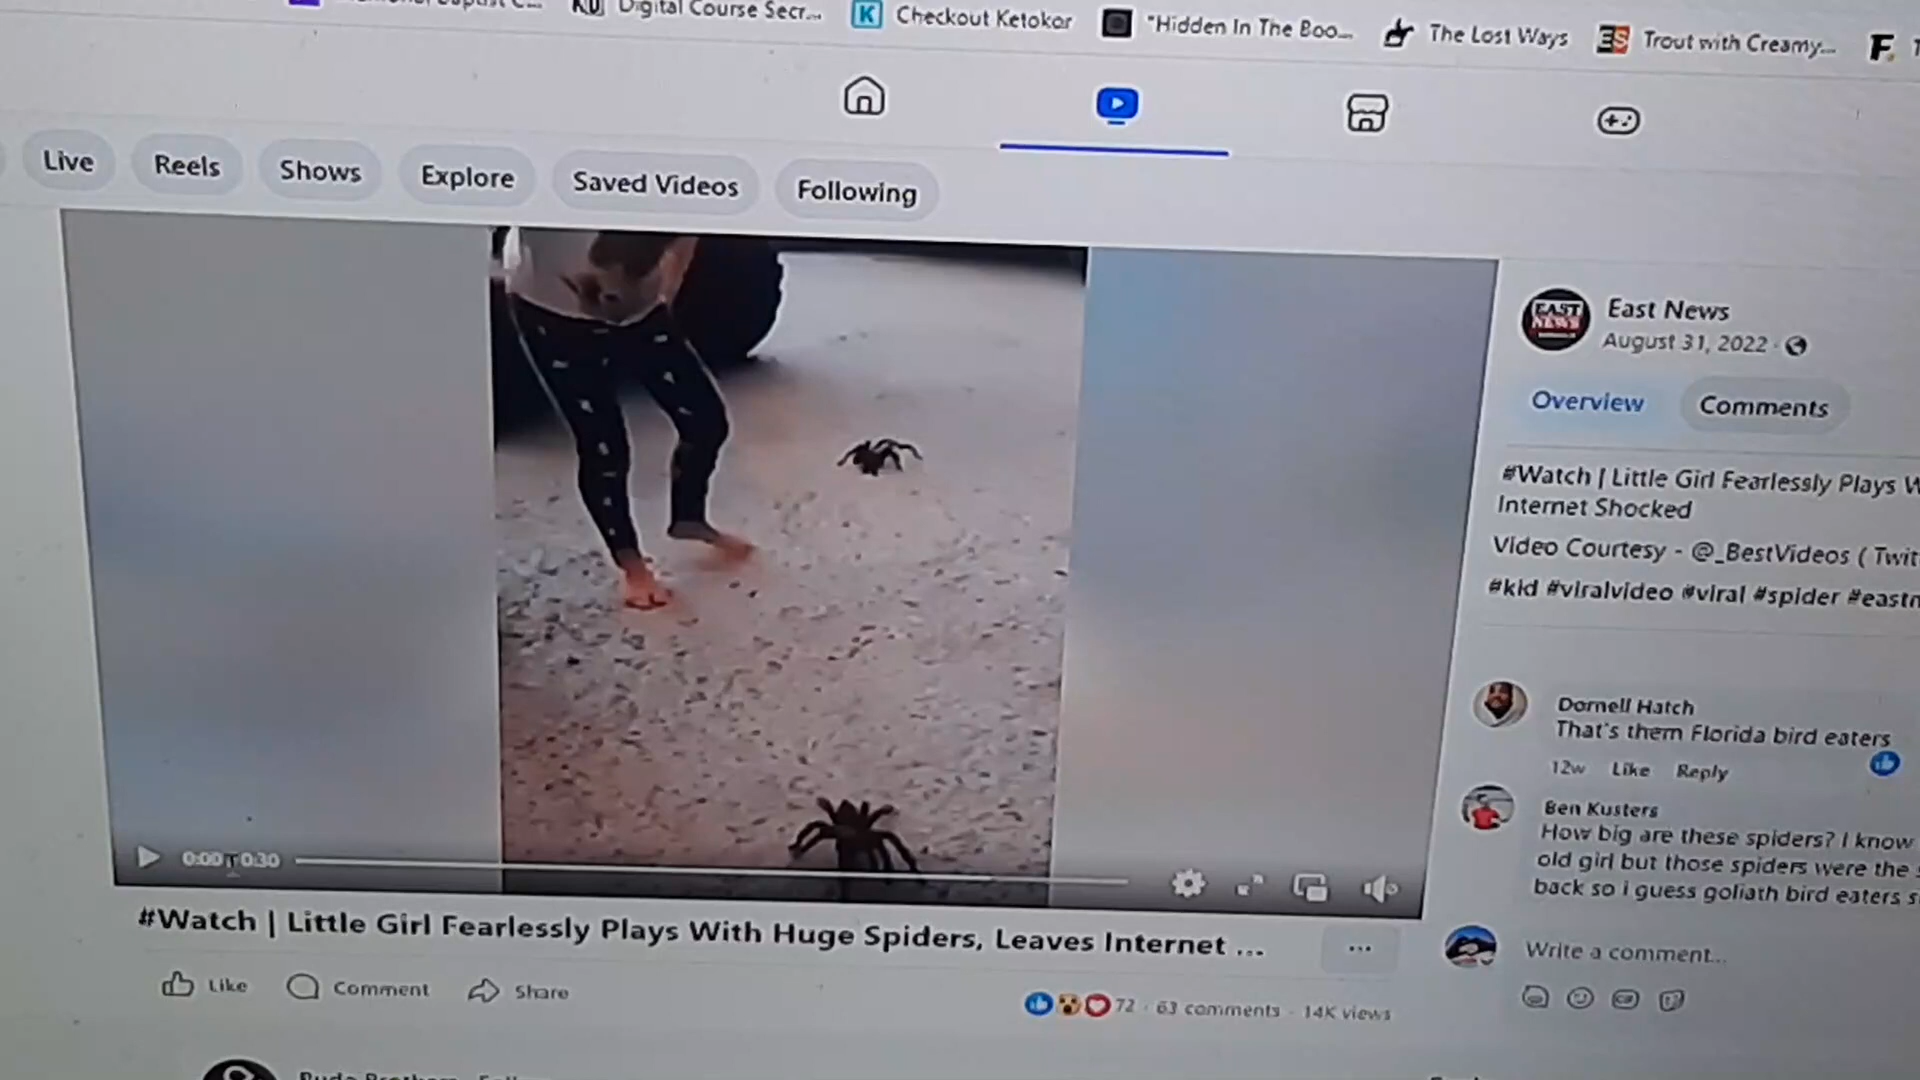 Digital Course Secr...
Checkout Ketokor
"Hidden In The Boo...
The Lost Ways
Trout with Creamy...
Live
Reels
Shows
Explore
Saved Videos
Following
EAST
NEWS
East News
August 31, 2022 ·
Overview
Comments
#Watch | Little Girl Fearlessly Plays W
Internet Shocked
Video Courtesy - @_BestVideos ( Twit
#kid #viralvideo #viral #spider #eastn
Dornell Hatch
That's them Florida bird eaters
12w Like Reply
Ben Kusters
How big are these spiders? I know
old girl but those spiders were the s
back so i guess goliath bird eaters s
Write a comment...
0:00 / 0:30
#Watch | Little Girl Fearlessly Plays With Huge Spiders, Leaves Internet ...
Like
Comment
Share
72 · 63 comments · 14K views